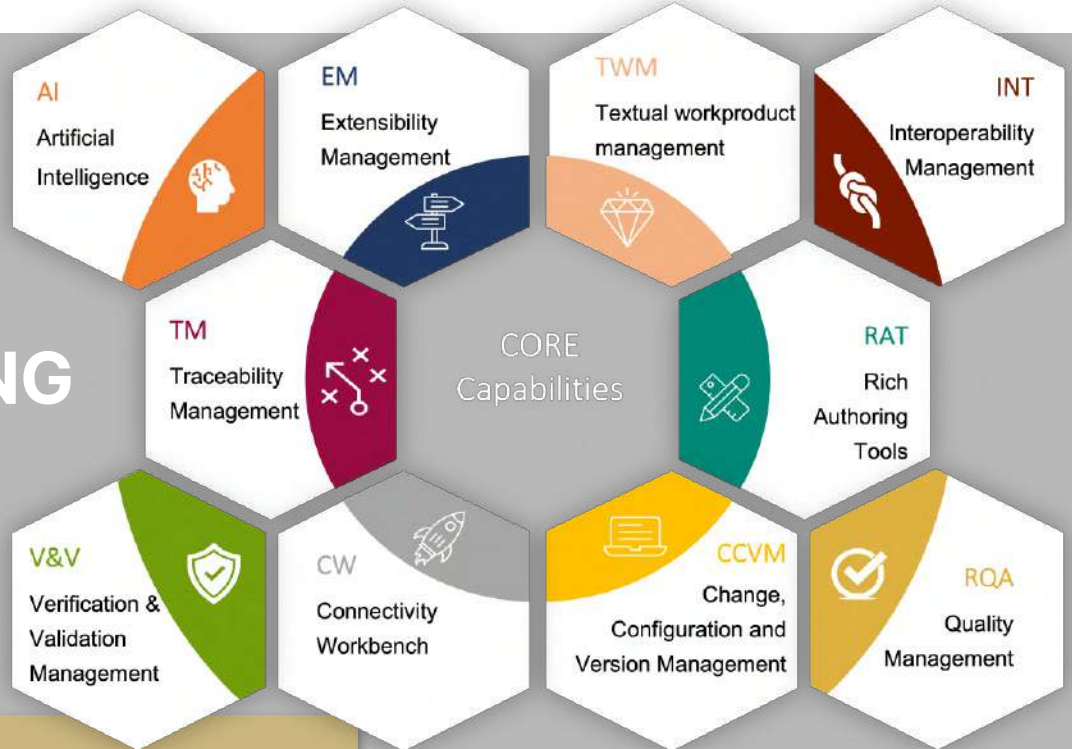 AI
Artificial
Intelligence
EM
Extensibility
Management
TWM
Textual workproduct
management
INT
Interoperability
Management
NG
TM
Traceability
Management
CORE
Capabilities
RAT
Rich
Authoring
Tools
V&V
Verification &
Validation
Management
CW
Connectivity
Workbench
CCVM
Change,
Configuration and
Version Management
RQA
Quality
Management